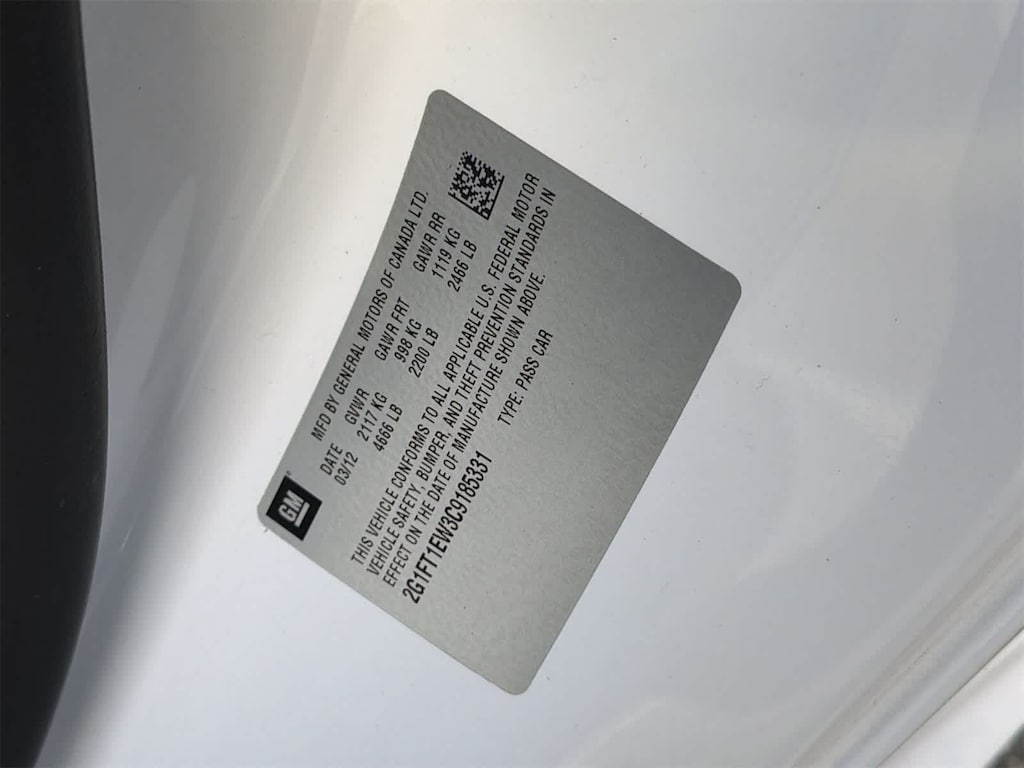 GM
MFD BY GENERAL MOTORS OF CANADA LTD.
DATE GVWR GAWR FRT GAWR RR
03/12 2117 KG 998 KG 1119 KG
4666 LB 2200 LB 2466 LB
THIS VEHICLE CONFORMS TO ALL APPLICABLE U.S. FEDERAL MOTOR
VEHICLE SAFETY, BUMPER, AND THEFT PREVENTION STANDARDS IN
EFFECT ON THE DATE OF MANUFACTURE SHOWN ABOVE.
2G1FT1EW3C9185331 TYPE: PASS CAR